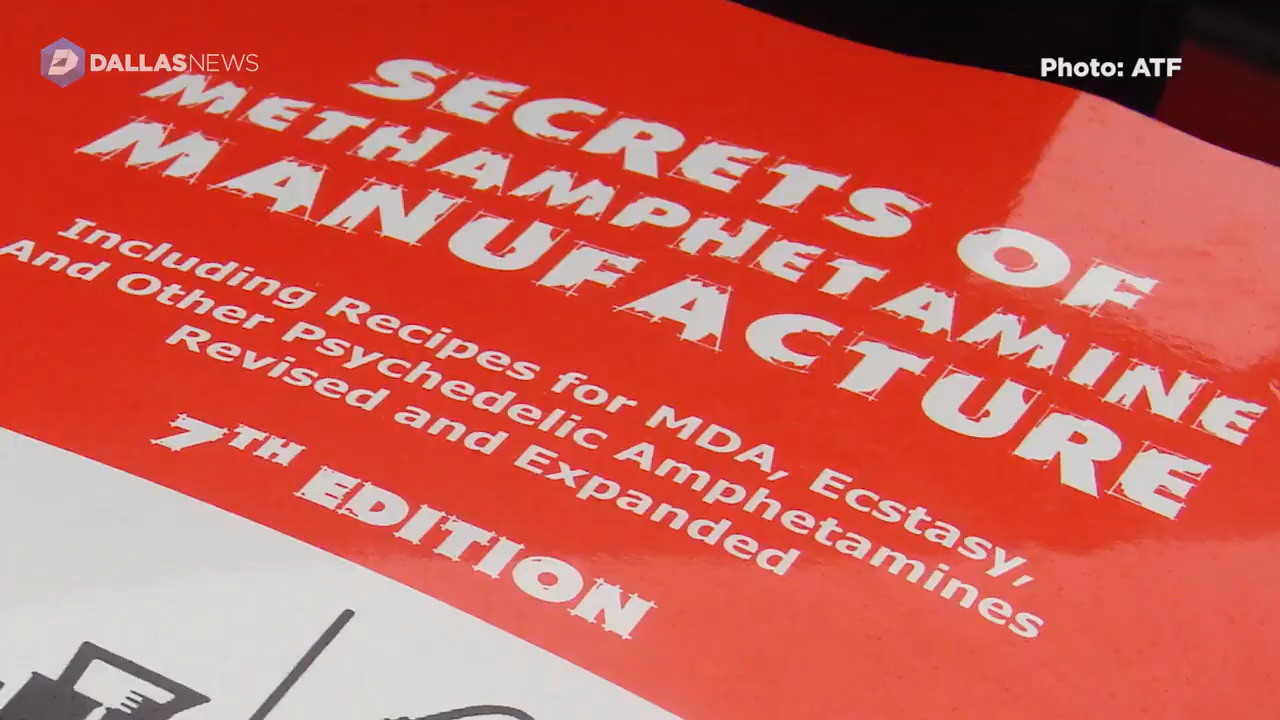 DALLASNEWS
Photo: ATF
SECRETS OF
METHAMPHETAMINE
MANUFACTURE
Including Recipes for MDA, Ecstasy,
And Other Psychedelic Amphetamines
Revised and Expanded
7TH EDITION